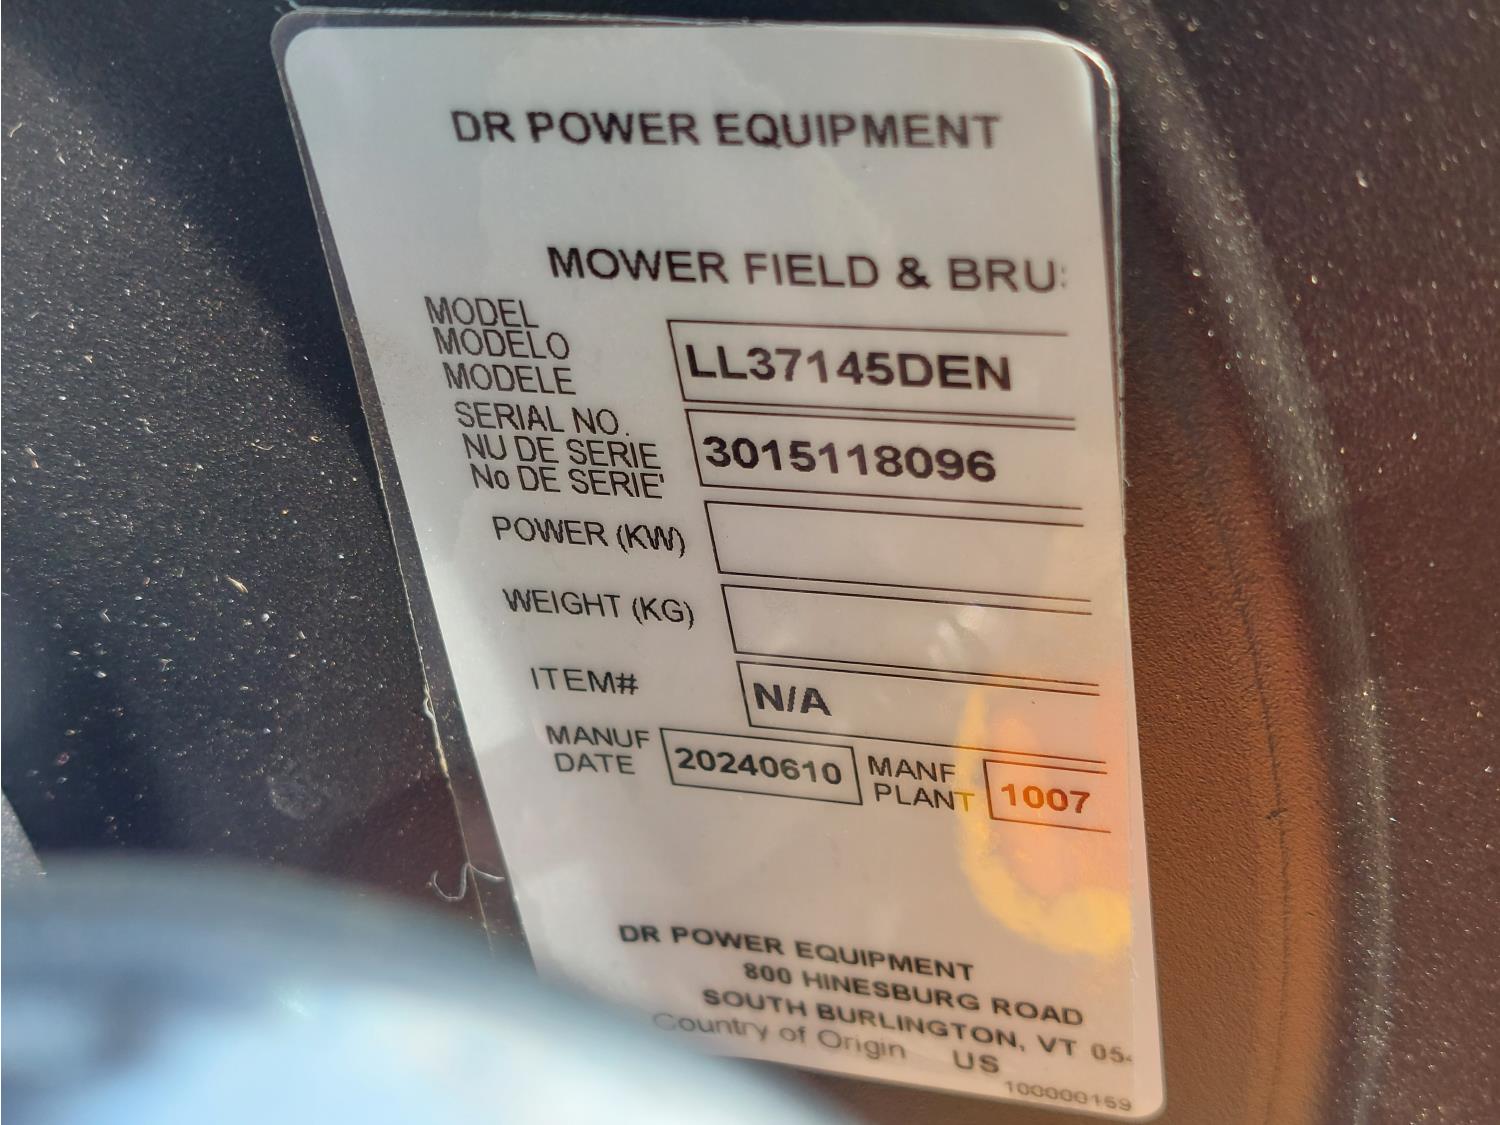 DR POWER EQUIPMENT
MOWER FIELD & BRU
MODEL
MODELO
MODELE
LL37145DEN
SERIAL NO.
NU DE SERIE
No DE SERIE'
3015118096
POWER (KW)
WEIGHT (KG)
ITEM# N/A
MANUF DATE 20240610 MANF PLANT 1007
DR POWER EQUIPMENT
800 HINESBURG ROAD
SOUTH BURLINGTON, VT 05
Country of Origin US
100000159